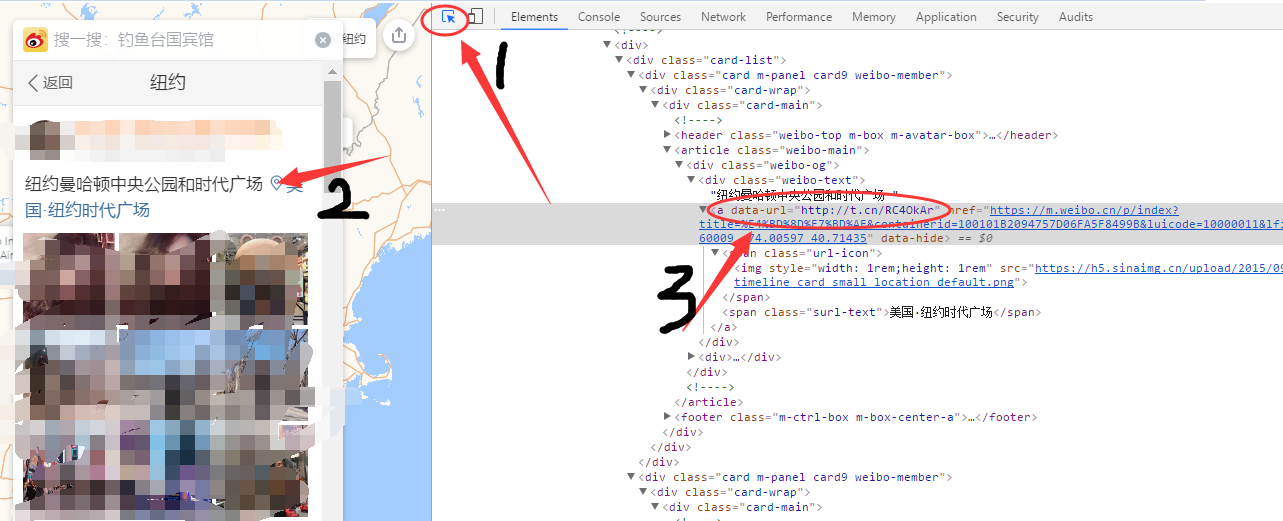 搜一搜：钓鱼台国宾馆
纽约
返回
纽约
纽约曼哈顿中央公园和时代广场 美
国·纽约时代广场
1
2
3
Elements Console Sources Network Performance Memory Application Security Audits
<!---->
▼<div>
▼<div class="card-list">
▼<div class="card m-panel card9 weibo-member">
▼<div class="card-wrap">
▼<div class="card-main">
<!---->
▶<header class="weibo-top m-box m-avatar-box">…</header>
▼<article class="weibo-main">
▼<div class="weibo-og">
▼<div class="weibo-text">
"纽约曼哈顿中央公园和时代广场 "
…
▼<a data-url="http://t.cn/RC4OkAr" href="https://m.weibo.cn/p/index?
title=%E4%BD%8D%E7%BD%AE&containerid=100101B2094757D06FA5F8499B&luicode=10000011&lfi
60009_-74.00597_40.71435" data-hide> == $0
▼<span class="url-icon">
<img style="width: 1rem;height: 1rem" src="https://h5.sinaimg.cn/upload/2015/09
timeline_card_small_location_default.png">
</span>
<span class="surl-text">美国·纽约时代广场</span>
</a>
</div>
▶<div>…</div>
</div>
<!---->
</article>
▶<footer class="m-ctrl-box m-box-center-a">…</footer>
</div>
</div>
</div>
▼<div class="card m-panel card9 weibo-member">
▼<div class="card-wrap">
▼<div class="card-main">
<!---->